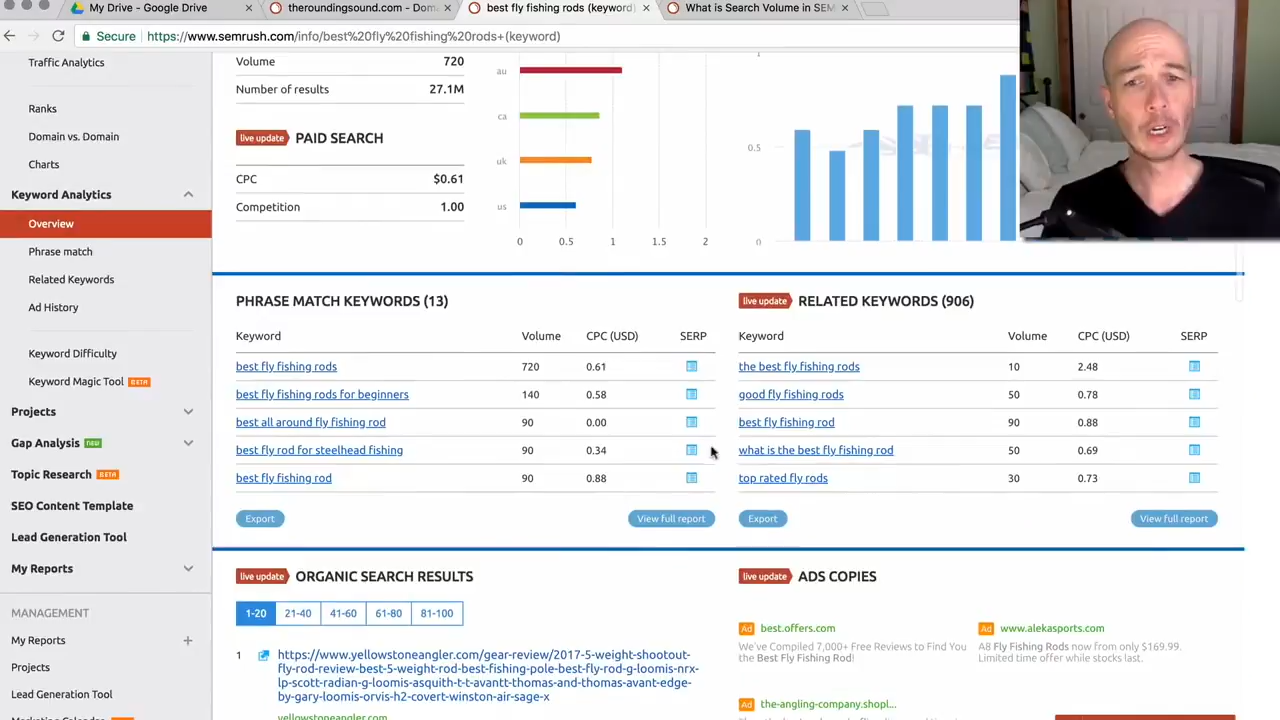 My Drive - Google Drive
theroundingsound.com - Dom
best fly fishing rods (keyword)
What is Search Volume in SEM
Secure
https://www.semrush.com/info/best%20fly%20fishing%20rods+(keyword)
Traffic Analytics
Ranks
Domain vs. Domain
Charts
Keyword Analytics
Overview
Phrase match
Related Keywords
Ad History
Keyword Difficulty
Keyword Magic Tool BETA
Projects
Gap Analysis new
Topic Research BETA
SEO Content Template
Lead Generation Tool
My Reports
MANAGEMENT
My Reports +
Projects
Lead Generation Tool
Volume 720
Number of results 27.1M
live update PAID SEARCH
CPC $0.61
Competition 1.00
au
ca
uk
us
0 0.5 1 1.5 2
1
0.5
0
PHRASE MATCH KEYWORDS (13)
Keyword Volume CPC (USD) SERP
best fly fishing rods 720 0.61
best fly fishing rods for beginners 140 0.58
best all around fly fishing rod 90 0.00
best fly rod for steelhead fishing 90 0.34
best fly fishing rod 90 0.88
Export View full report
live update RELATED KEYWORDS (906)
Keyword Volume CPC (USD) SERP
the best fly fishing rods 10 2.48
good fly fishing rods 50 0.78
best fly fishing rod 90 0.88
what is the best fly fishing rod 50 0.69
top rated fly rods 30 0.73
Export View full report
live update ORGANIC SEARCH RESULTS
1-20 21-40 41-60 61-80 81-100
1 https://www.yellowstoneangler.com/gear-review/2017-5-weight-shootout-
fly-rod-review-best-5-weight-rod-best-fishing-pole-best-fly-rod-g-loomis-nrx-
lp-scott-radian-g-loomis-asquith-t-t-avantt-thomas-and-thomas-avant-edge-
by-gary-loomis-orvis-h2-covert-winston-air-sage-x
yellowstoneangler.com
live update ADS COPIES
Ad best.offers.com
We've Compiled 7,000+ Free Reviews to Find You
the Best Fly Fishing Rod!
Ad www.alekasports.com
A8 Fly Fishing Rods now from only $169.99.
Limited time offer while stocks last.
Ad the-angling-company.shopl...